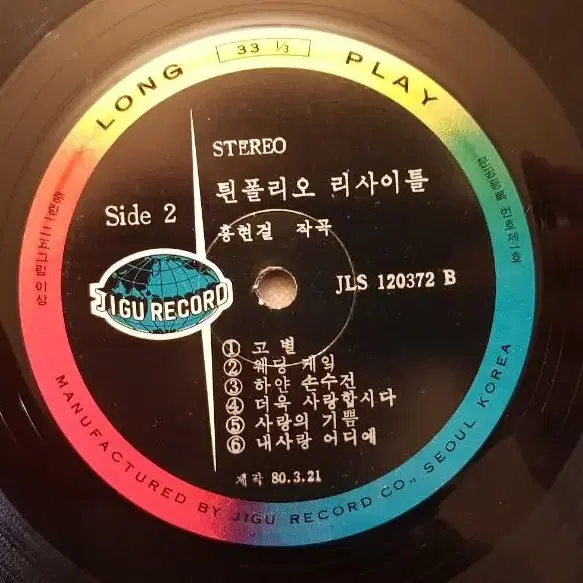 LONG PLAY
33 1/3
STEREO
튄폴리오 리사이틀
Side 2
홍현걸 작곡
JIGU RECORD
JLS 120372 B
① 고 별
② 웨딩 케익
③ 하얀 손수건
④ 더욱 사랑합시다
⑤ 사랑의 기쁨
⑥ 내사랑 어디에
제작 80.3.21
MANUFACTURED BY JIGU RECORD CO., SEOUL KOREA